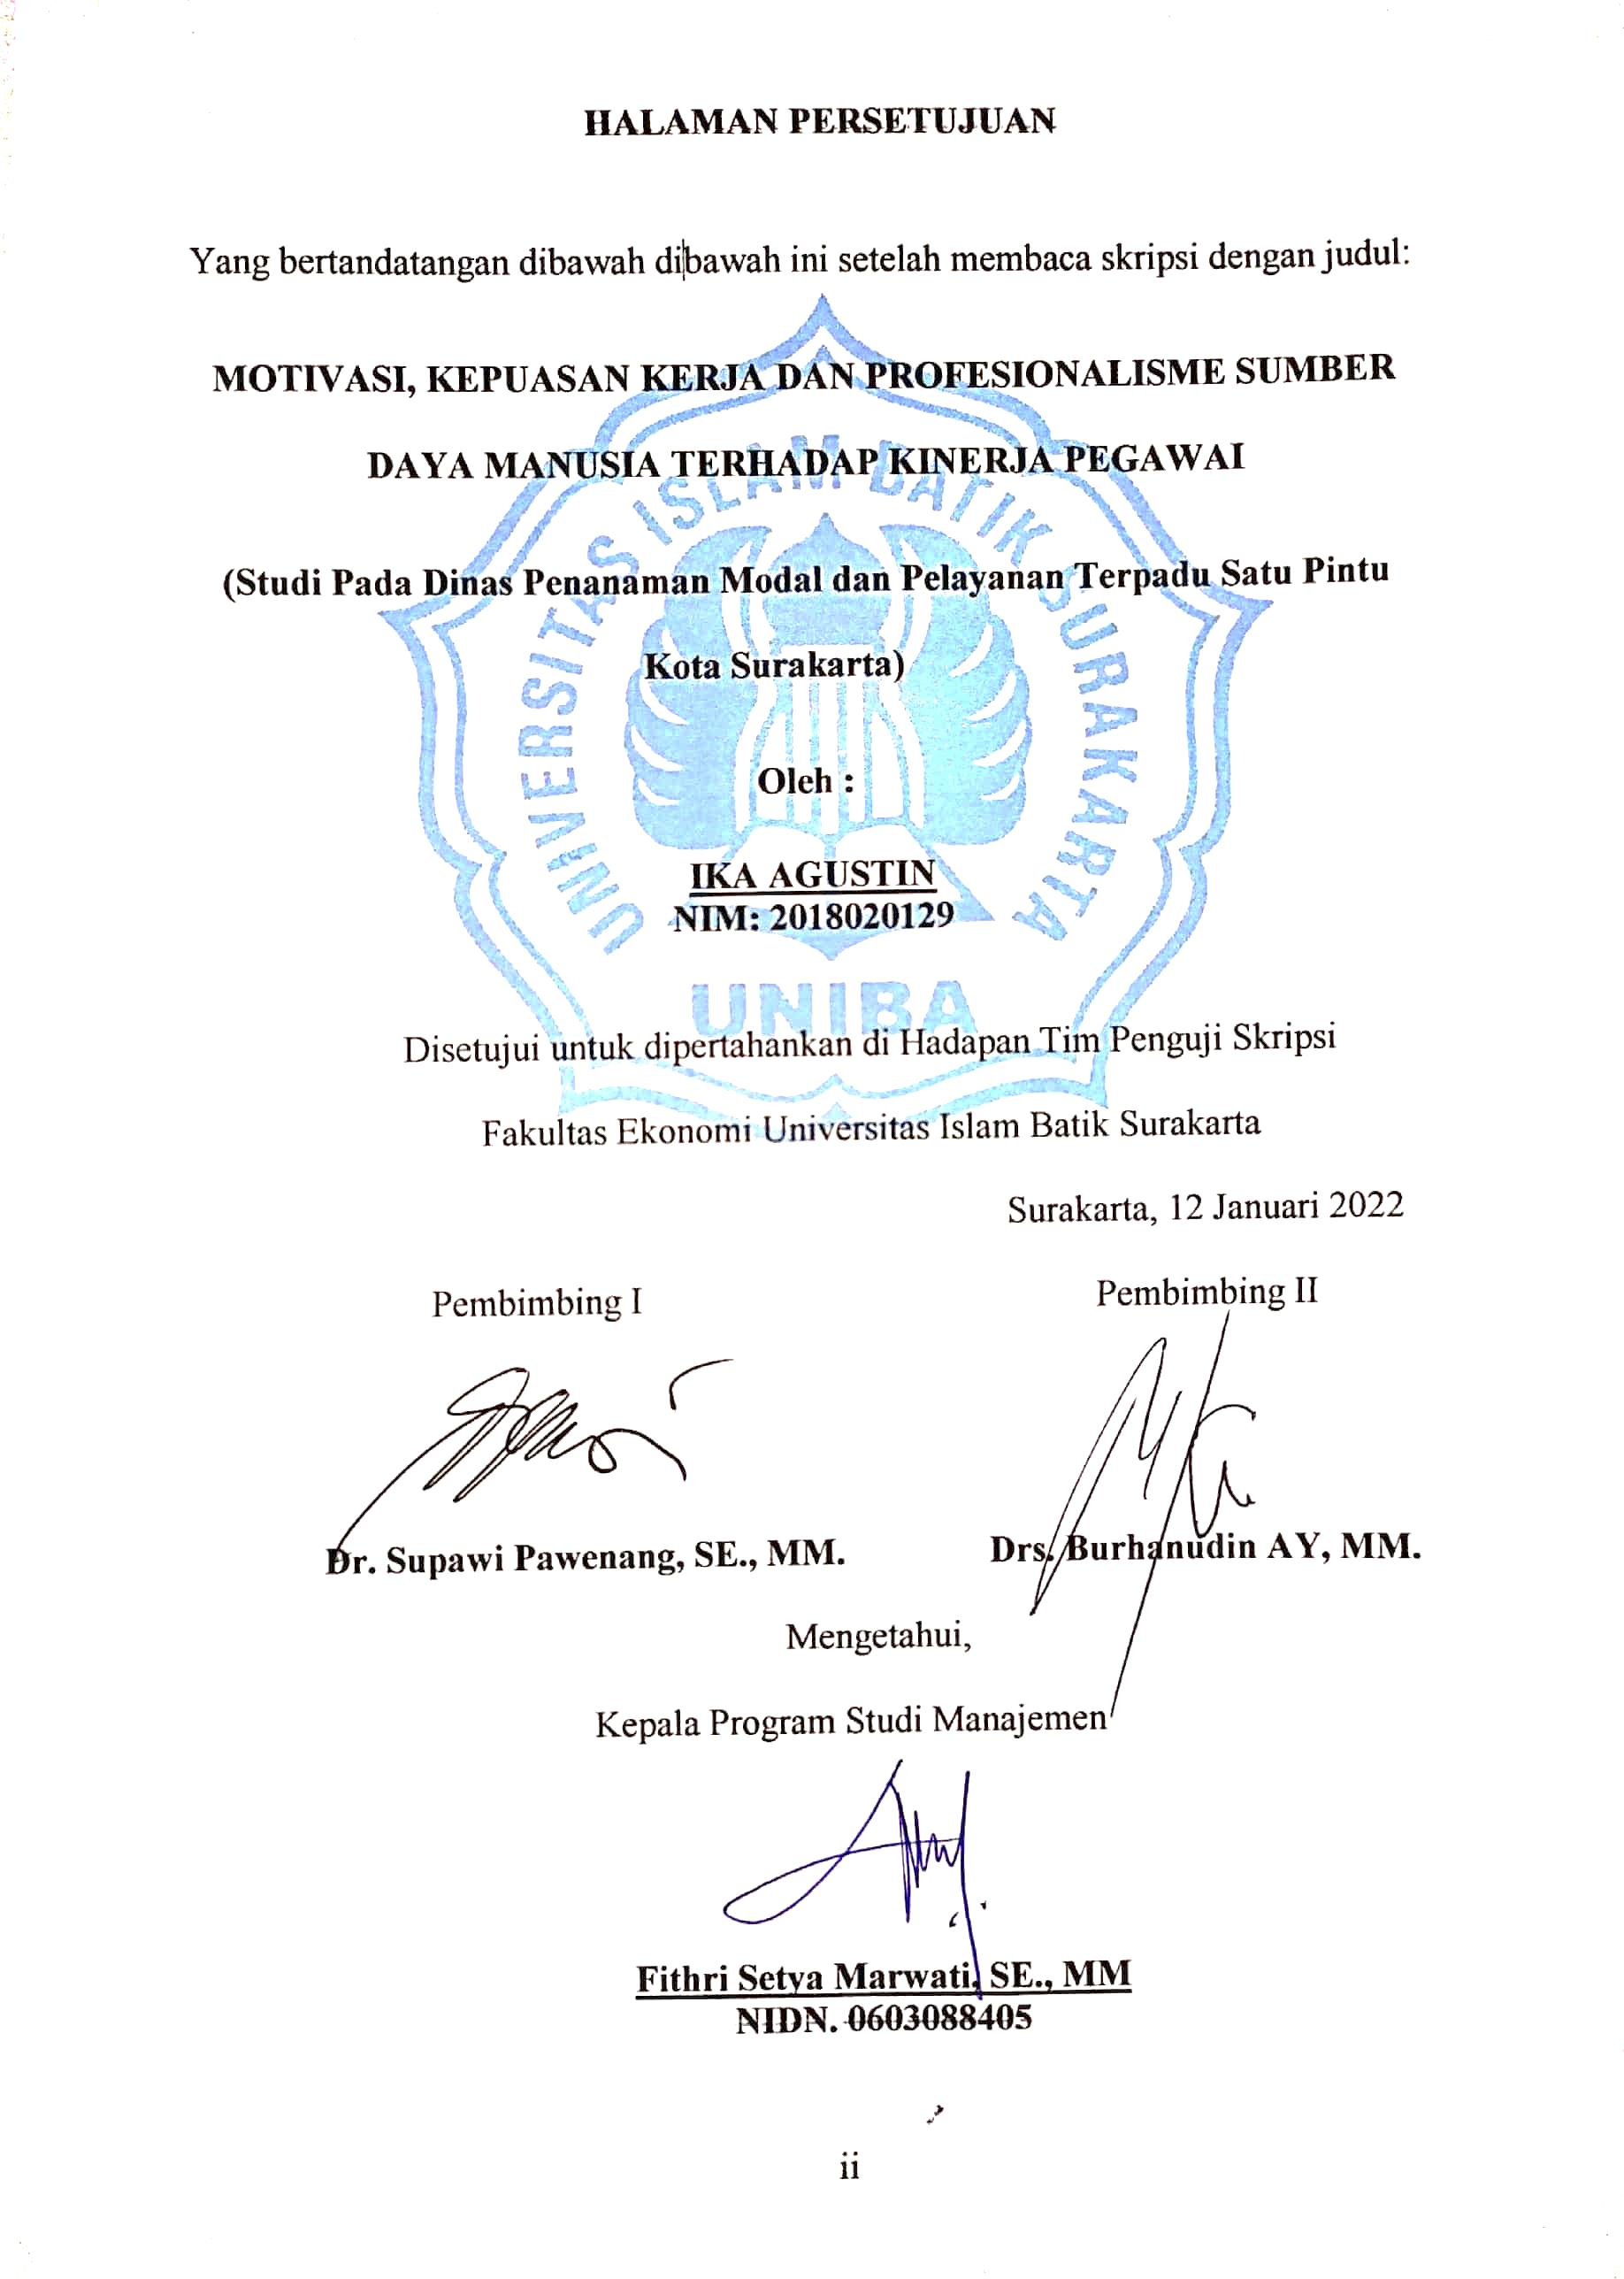 HALAMAN PERSETUJUAN
Yang bertandatangan dibawah dibawah ini setelah membaca skripsi dengan judul:
MOTIVASI, KEPUASAN KERJA DAN PROFESIONALISME SUMBER
DAYA MANUSIA TERHADAP KINERJA PEGAWAI
(Studi Pada Dinas Penanaman Modal dan Pelayanan Terpadu Satu Pintu
Kota Surakarta)
UNIVERSITAS ISLAM BATIK SURAKARTA
Oleh :
IKA AGUSTIN
NIM: 2018020129
UNIBA
Disetujui untuk dipertahankan di Hadapan Tim Penguji Skripsi
Fakultas Ekonomi Universitas Islam Batik Surakarta
Surakarta, 12 Januari 2022
Pembimbing I
Pembimbing II
Dr. Supawi Pawenang, SE., MM.
Drs. Burhanudin AY, MM.
Mengetahui,
Kepala Program Studi Manajemen
Fithri Setya Marwati, SE., MM
NIDN. 0603088405
ii